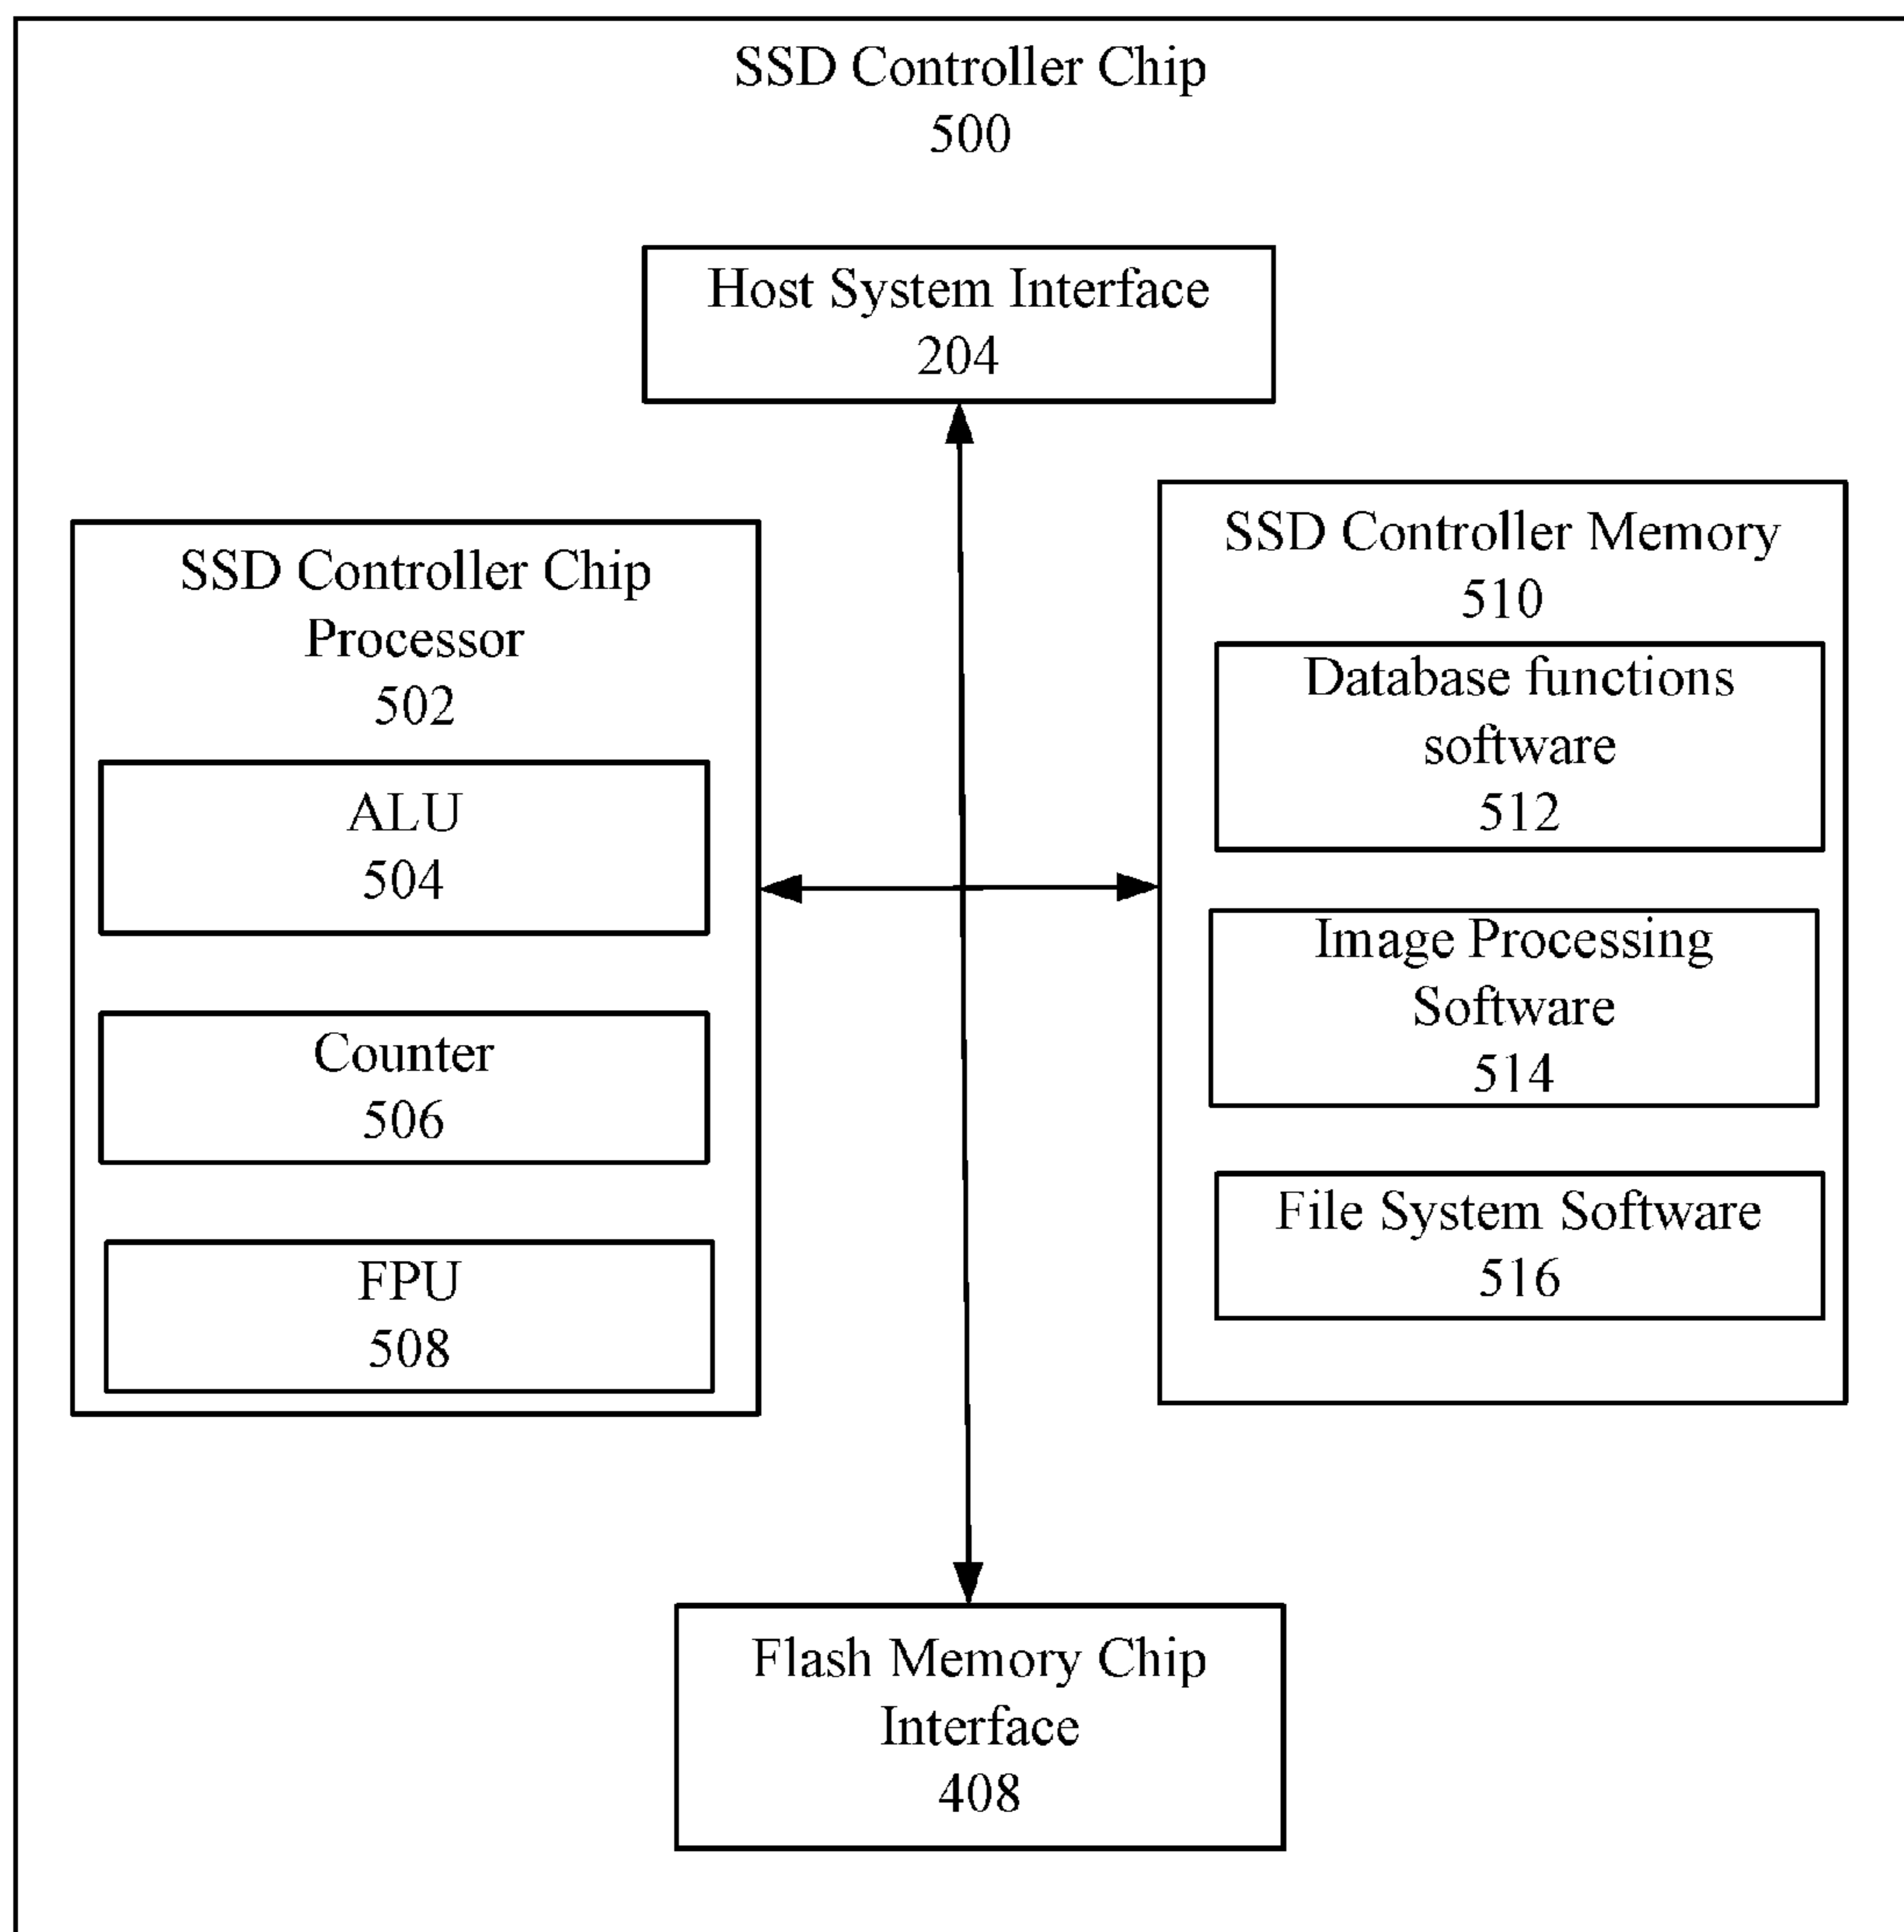 SSD Controller Chip
500
Host System Interface
204
SSD Controller Chip
Processor
502
ALU
504
Counter
506
FPU
508
SSD Controller Memory
510
Database functions
software
512
Image Processing
Software
514
File System Software
516
Flash Memory Chip
Interface
408